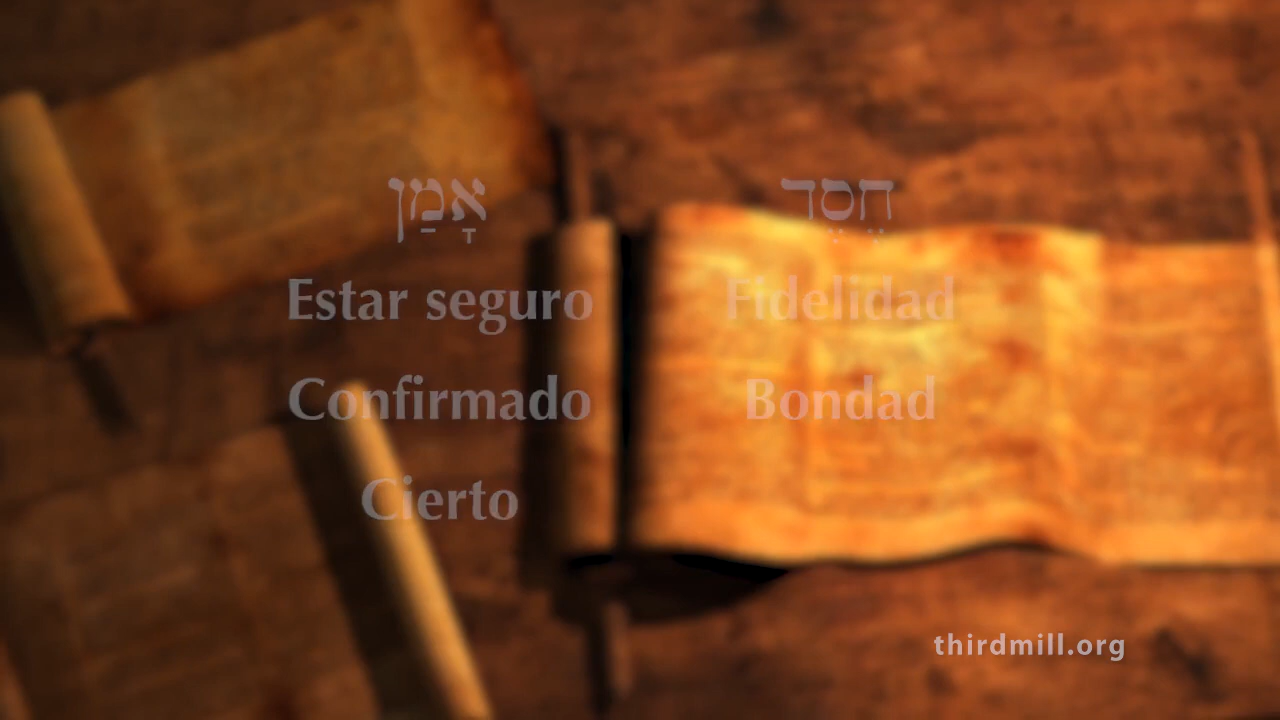 אָמַן
Estar seguro
Confirmado
Cierto
חֶסֶד
Fidelidad
Bondad
thirdmill.org